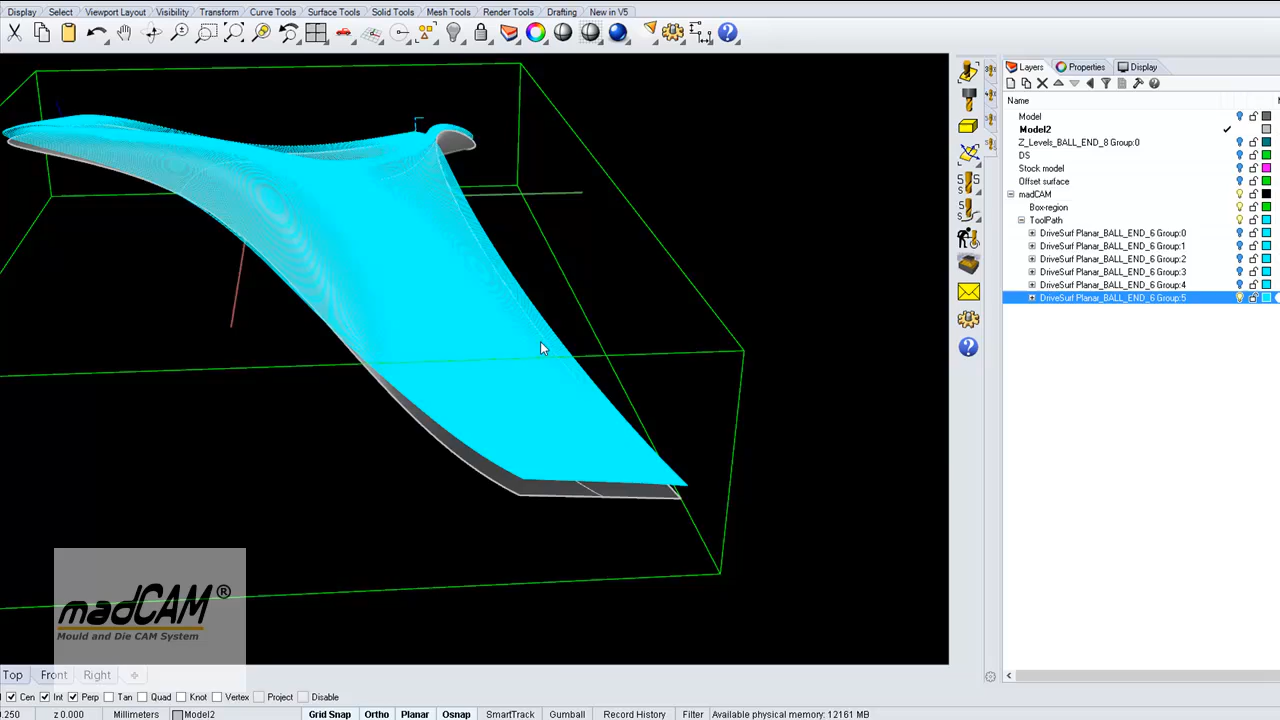 Display Select Viewport Layout Visibility Transform Curve Tools Surface Tools Solid Tools Mesh Tools Render Tools Drafting New in V5
Layers Properties Display
Name
Model
Model2
Z_Levels_BALL_END_8 Group:0
DS
Stock model
Offset surface
madCAM
Box-region
ToolPath
DriveSurf Planar_BALL_END_6 Group:0
DriveSurf Planar_BALL_END_6 Group:1
DriveSurf Planar_BALL_END_6 Group:2
DriveSurf Planar_BALL_END_6 Group:3
DriveSurf Planar_BALL_END_6 Group:4
DriveSurf Planar_BALL_END_6 Group:5
madCAM®
Mould and Die CAM System
Top Front Right
Cen Int Perp Tan Quad Knot Vertex Project Disable
.250 z 0.000 Millimeters Model2 Grid Snap Ortho Planar Osnap SmartTrack Gumball Record History Filter Available physical memory: 12161 MB